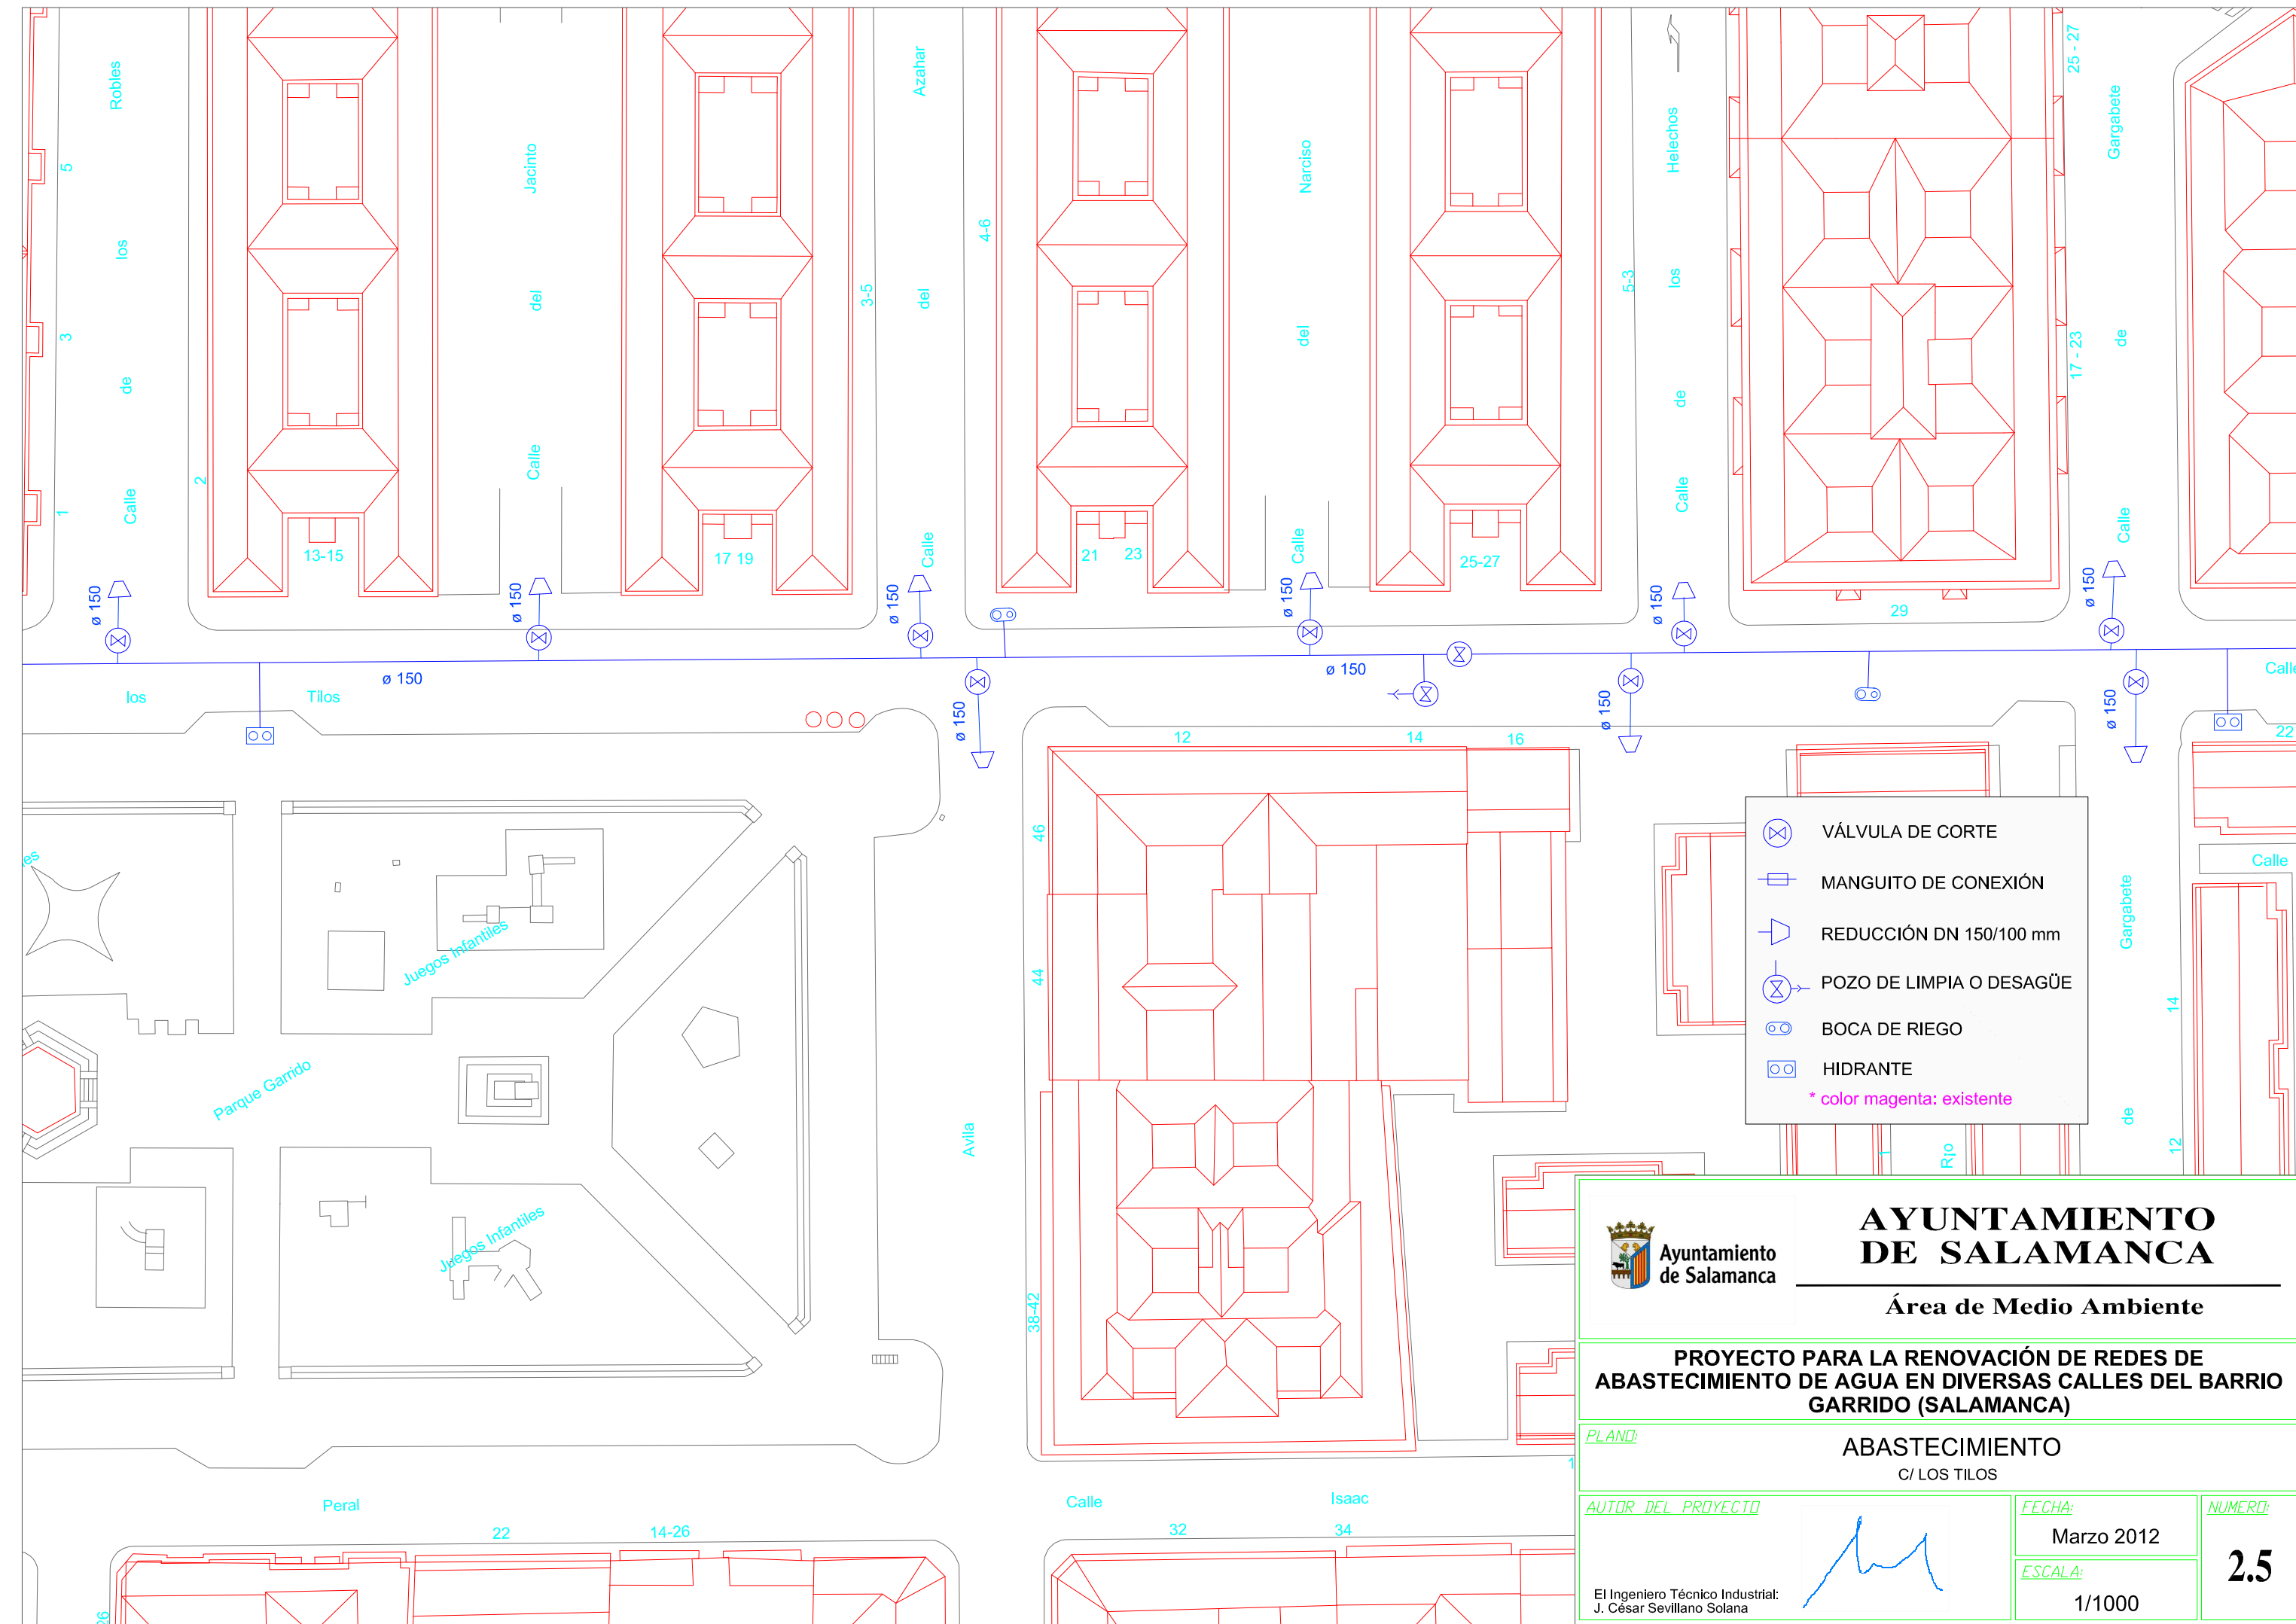 Robles
los
de
Calle
5
3
1
2
13-15
Jacinto
del
Calle
17 19
3-5
Azahar
del
Calle
4-6
21 23
Narciso
del
Calle
25-27
5-3
Helechos
los
de
Calle
29
25 - 27
17 - 23
Gargabete
de
Calle
ø 150
ø 150
ø 150
ø 150
ø 150
ø 150
ø 150
ø 150
ø 150
ø 150
ø 150
los Tilos
Calle
12 14 16
22
46
44
38-42
Juegos Infantiles
Parque Garrido
Juegos Infantiles
Avila
Gargabete
de
Calle
14
12
1
Rio
Peral
Calle
Isaac
22
14-26
32
34
26
VÁLVULA DE CORTE
MANGUITO DE CONEXIÓN
REDUCCIÓN DN 150/100 mm
POZO DE LIMPIA O DESAGÜE
BOCA DE RIEGO
HIDRANTE
* color magenta: existente
Ayuntamiento
de Salamanca
AYUNTAMIENTO
DE SALAMANCA
Área de Medio Ambiente
PROYECTO PARA LA RENOVACIÓN DE REDES DE
ABASTECIMIENTO DE AGUA EN DIVERSAS CALLES DEL BARRIO
GARRIDO (SALAMANCA)
PLANO:
ABASTECIMIENTO
C/ LOS TILOS
AUTOR DEL PROYECTO
El Ingeniero Técnico Industrial:
J. César Sevillano Solana
FECHA:
Marzo 2012
ESCALA:
1/1000
NUMERO:
2.5